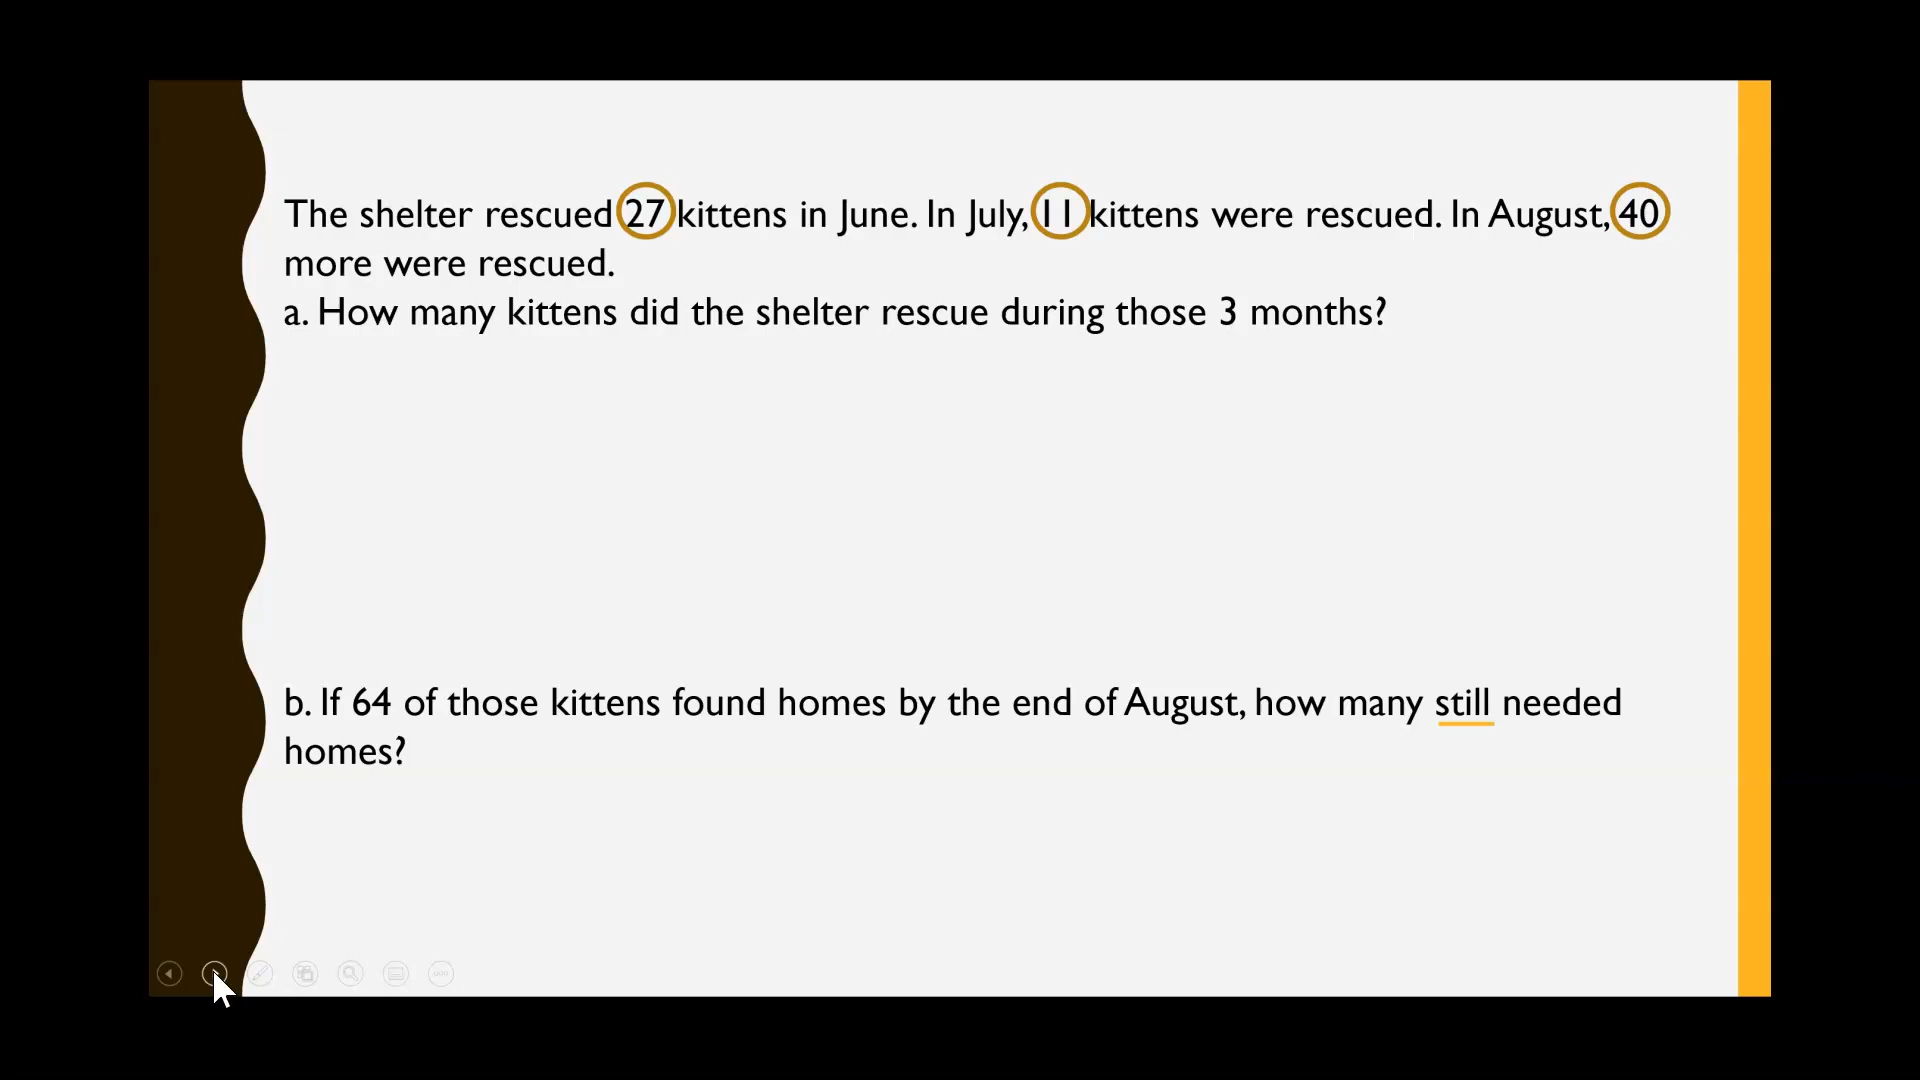 The shelter rescued 27 kittens in June. In July, 11 kittens were rescued. In August, 40
more were rescued.
a. How many kittens did the shelter rescue during those 3 months?
b. If 64 of those kittens found homes by the end of August, how many still needed
homes?